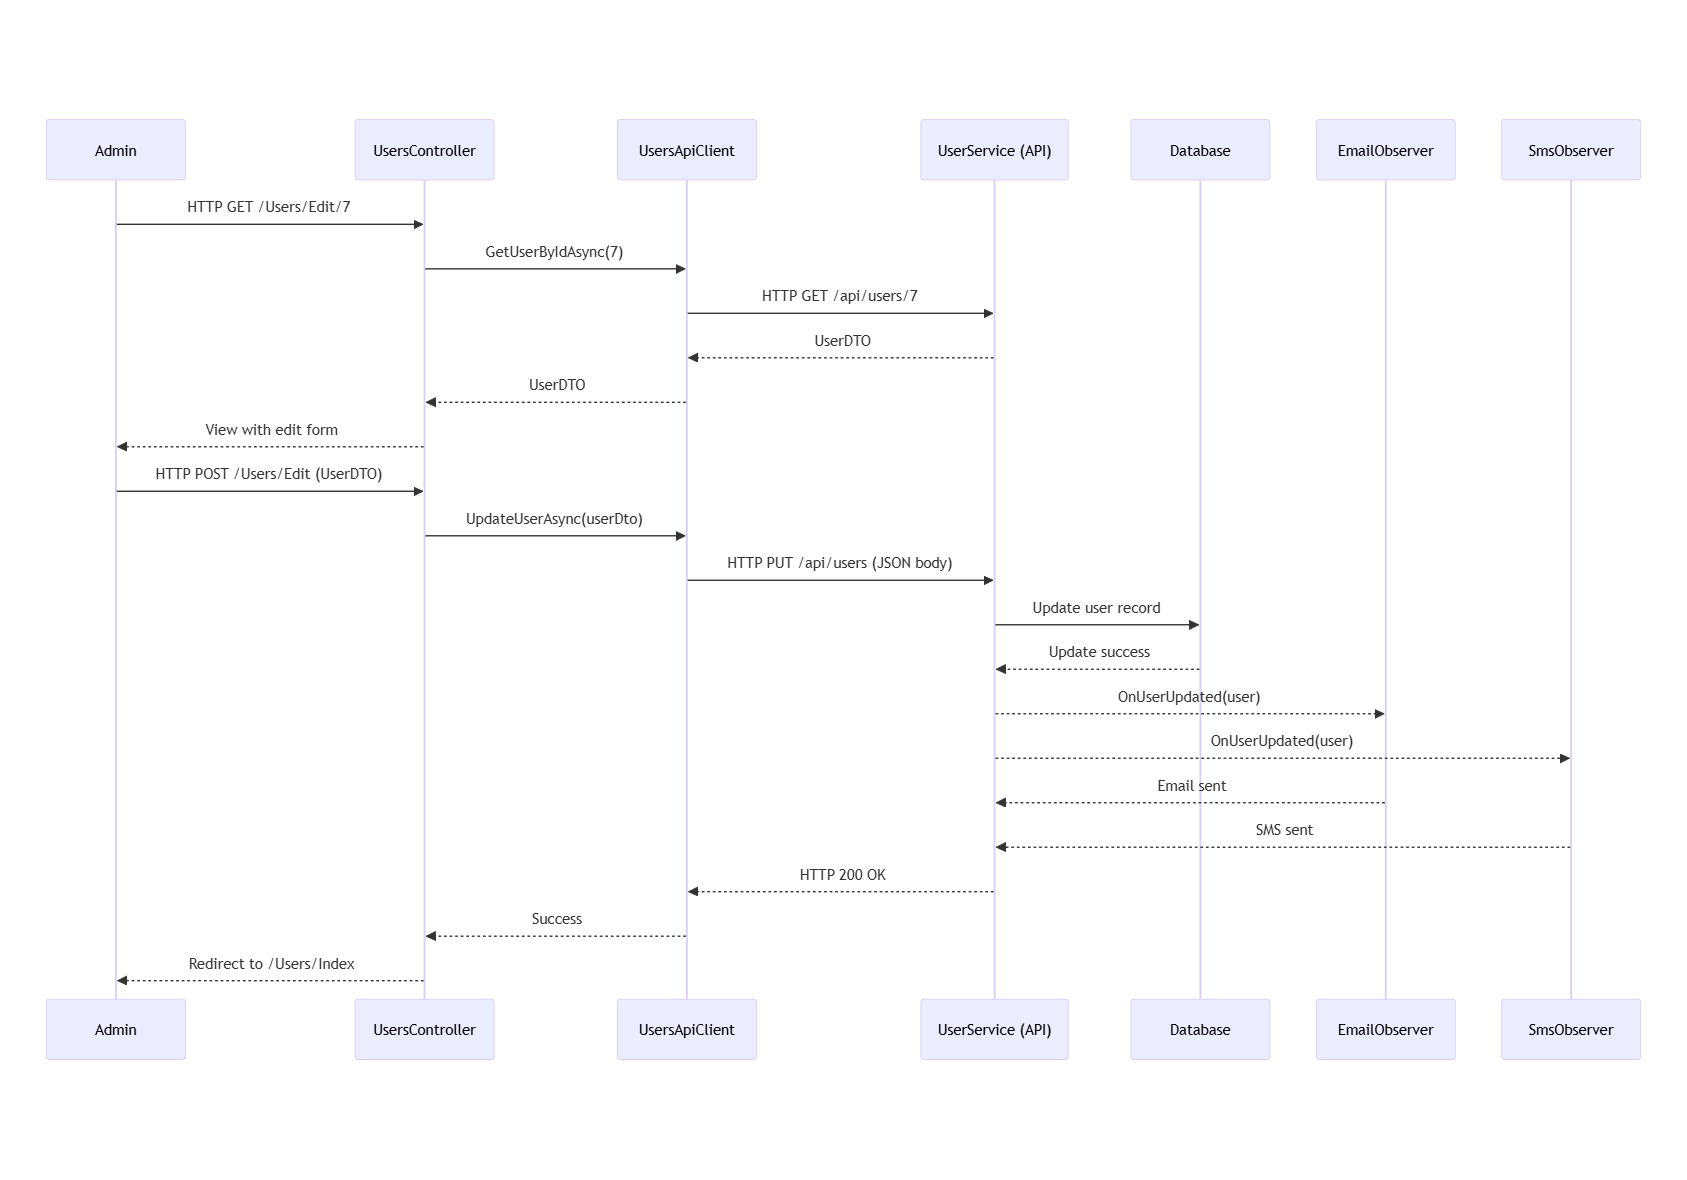 Admin
UsersController
UsersApiClient
UserService (API)
Database
EmailObserver
SmsObserver
HTTP GET /Users/Edit/7
GetUserByIdAsync(7)
HTTP GET /api/users/7
UserDTO
UserDTO
View with edit form
HTTP POST /Users/Edit (UserDTO)
UpdateUserAsync(userDto)
HTTP PUT /api/users (JSON body)
Update user record
Update success
OnUserUpdated(user)
OnUserUpdated(user)
Email sent
SMS sent
HTTP 200 OK
Success
Redirect to /Users/Index
Admin
UsersController
UsersApiClient
UserService (API)
Database
EmailObserver
SmsObserver